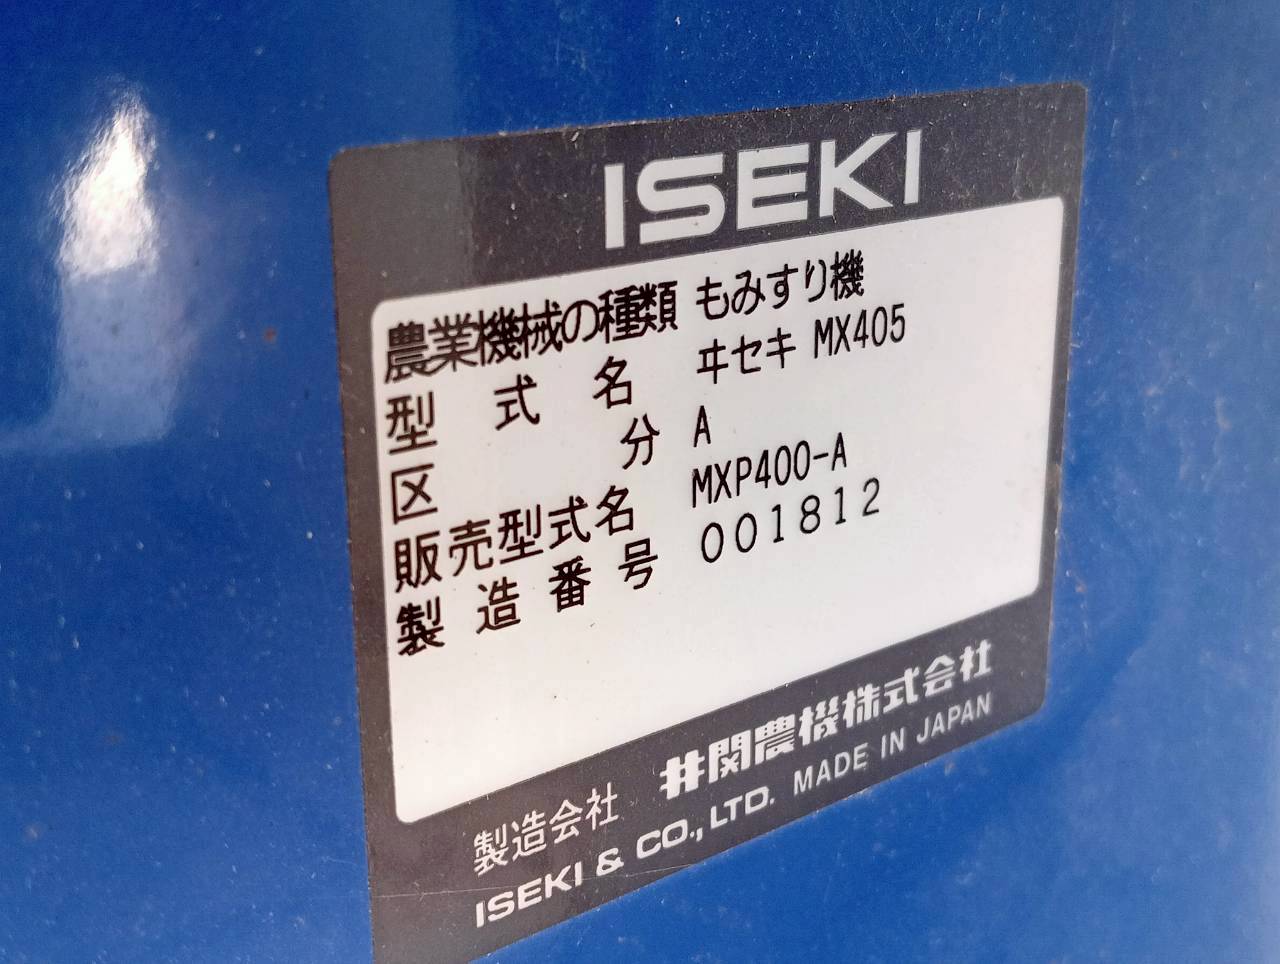 ISEKI
農業機械の種類 もみすり機
型式名 ヰセキ MX405
区分 A
販売型式名 MXP400-A
製造番号 001812
製造会社 井関農機株式会社
ISEKI & CO., LTD. MADE IN JAPAN